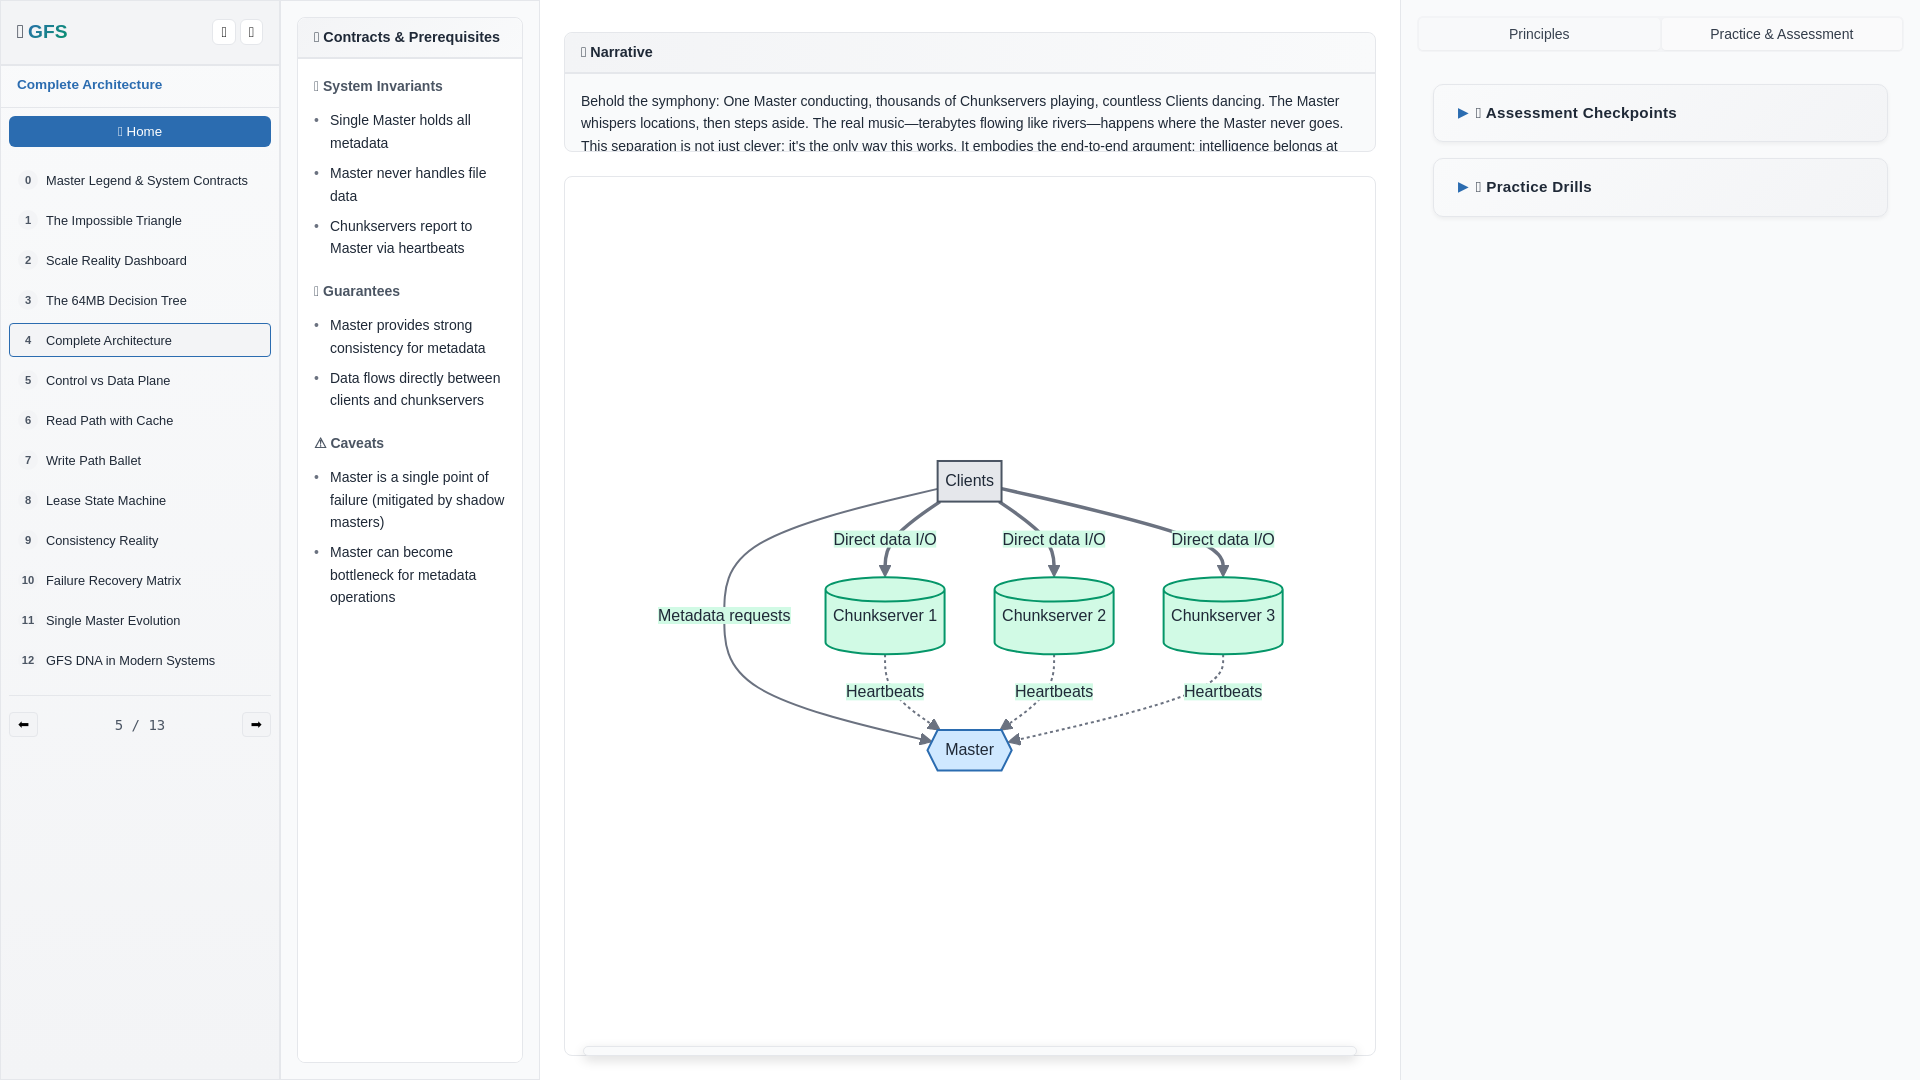 GFS
Complete Architecture
Home
0 Master Legend & System Contracts
1 The Impossible Triangle
2 Scale Reality Dashboard
3 The 64MB Decision Tree
4 Complete Architecture
5 Control vs Data Plane
6 Read Path with Cache
7 Write Path Ballet
8 Lease State Machine
9 Consistency Reality
10 Failure Recovery Matrix
11 Single Master Evolution
12 GFS DNA in Modern Systems
5 / 13
Contracts & Prerequisites
System Invariants
• Single Master holds all
metadata
• Master never handles file
data
• Chunkservers report to
Master via heartbeats
Guarantees
• Master provides strong
consistency for metadata
• Data flows directly between
clients and chunkservers
⚠ Caveats
• Master is a single point of
failure (mitigated by shadow
masters)
• Master can become
bottleneck for metadata
operations
Narrative
Behold the symphony: One Master conducting, thousands of Chunkservers playing, countless Clients dancing. The Master
whispers locations, then steps aside. The real music—terabytes flowing like rivers—happens where the Master never goes.
This separation is not just clever: it's the only way this works. It embodies the end-to-end argument: intelligence belongs at
Clients
Direct data I/O
Direct data I/O
Direct data I/O
Metadata requests
Chunkserver 1
Chunkserver 2
Chunkserver 3
Heartbeats
Heartbeats
Heartbeats
Master
Principles
Practice & Assessment
▶ Assessment Checkpoints
▶ Practice Drills